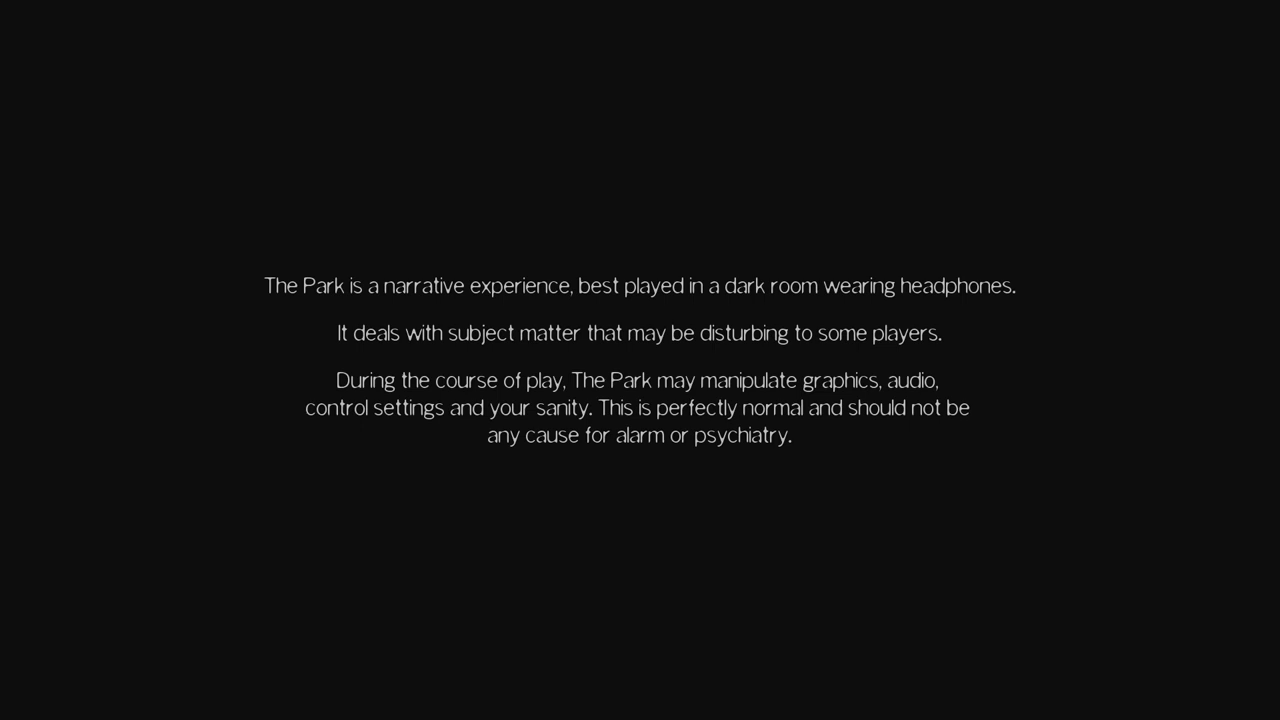 The Park is a narrative experience, best played in a dark room wearing headphones.
It deals with subject matter that may be disturbing to some players.
During the course of play, The Park may manipulate graphics, audio,
control settings and your sanity. This is perfectly normal and should not be
any cause for alarm or psychiatry.